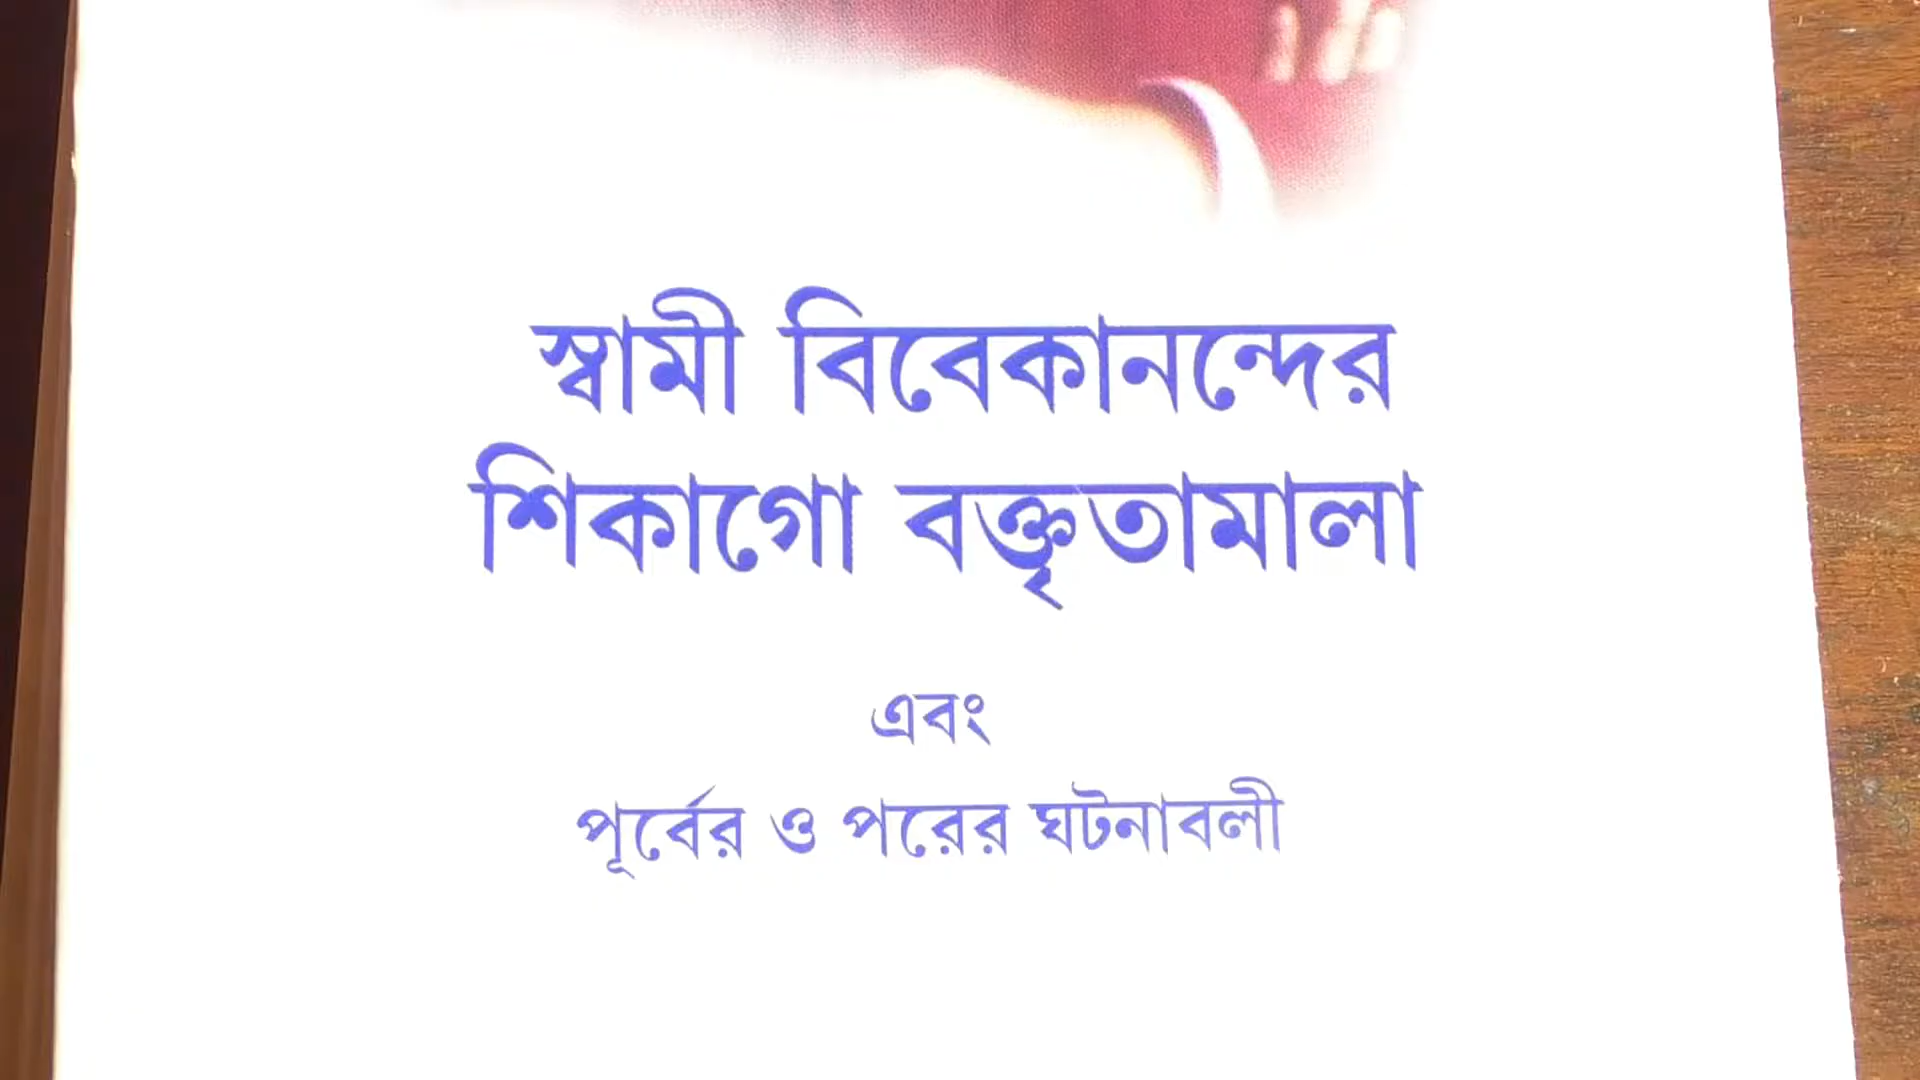 স্বামী বিবেকানন্দের
শিকাগো বক্তৃতামালা
এবং
পূর্বের ও পরের ঘটনাবলী